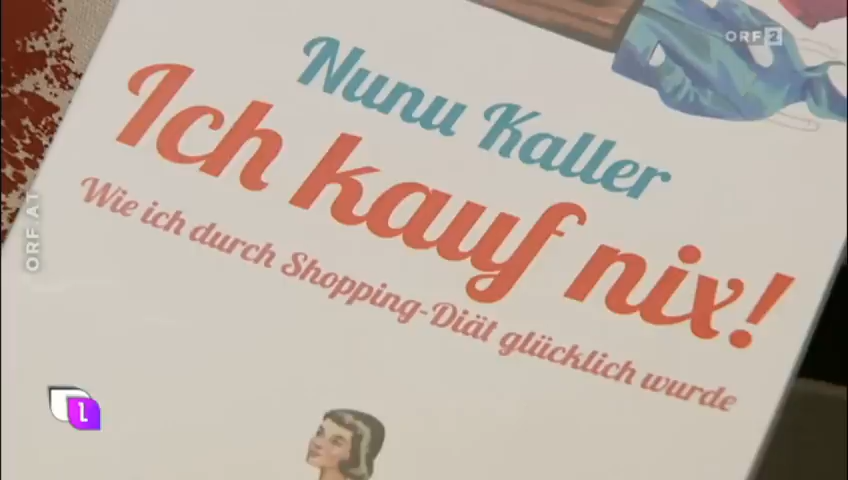 ORF 2
Nunu Kaller
Ich kauf nix!
Wie ich durch Shopping-Diät glücklich wurde
ORF.AT
l